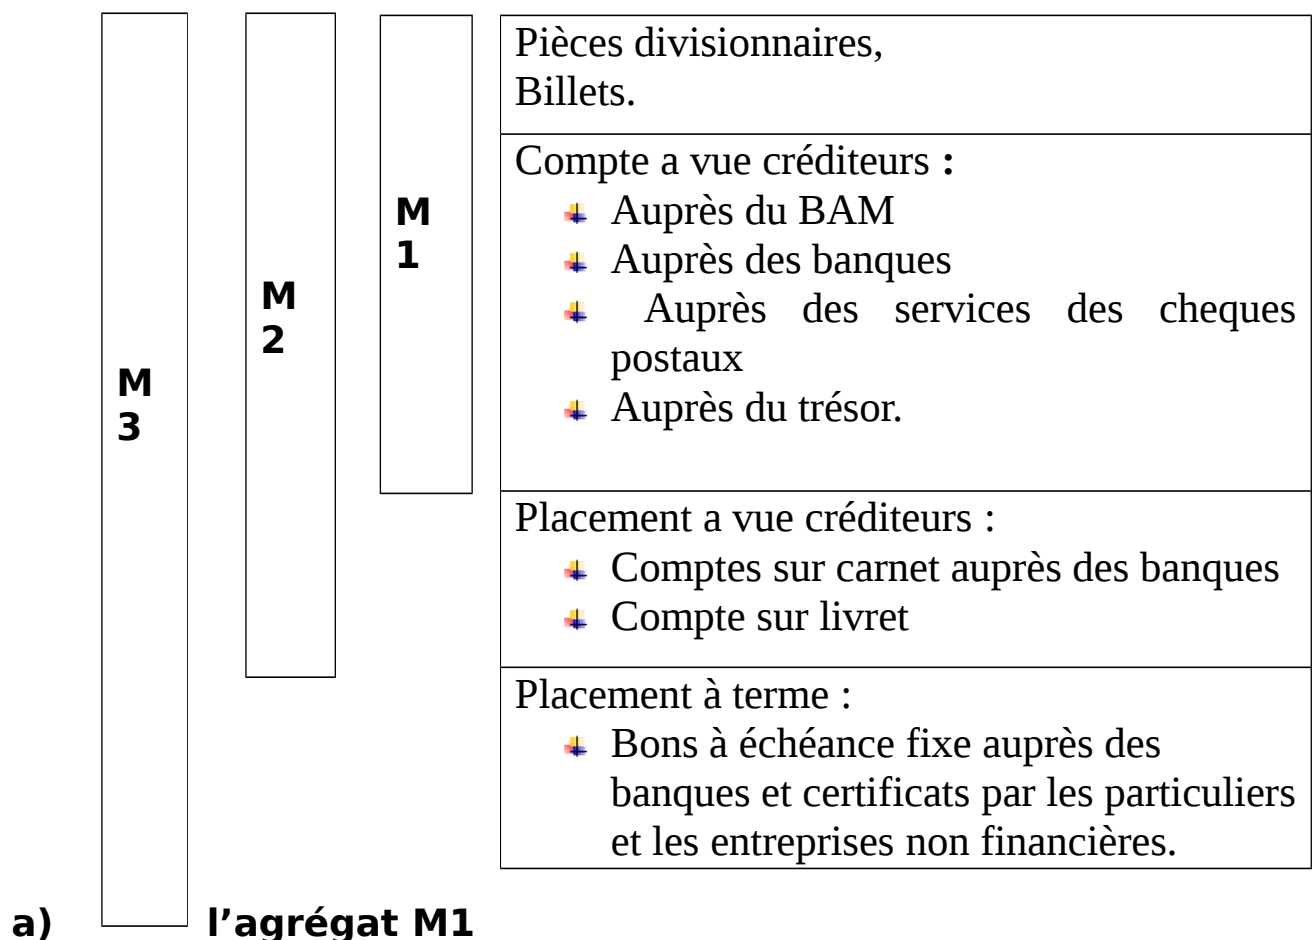 Pièces divisionnaires,
Billets.
Compte a vue créditeurs :
Auprès du BAM
Auprès des banques
Auprès des services des cheques
postaux
Auprès du trésor.
M
1
M
2
M
3
Placement a vue créditeurs :
Comptes sur carnet auprès des banques
Compte sur livret
Placement à terme :
Bons à échéance fixe auprès des
banques et certificats par les particuliers
et les entreprises non financières.
a) l’agrégat M1